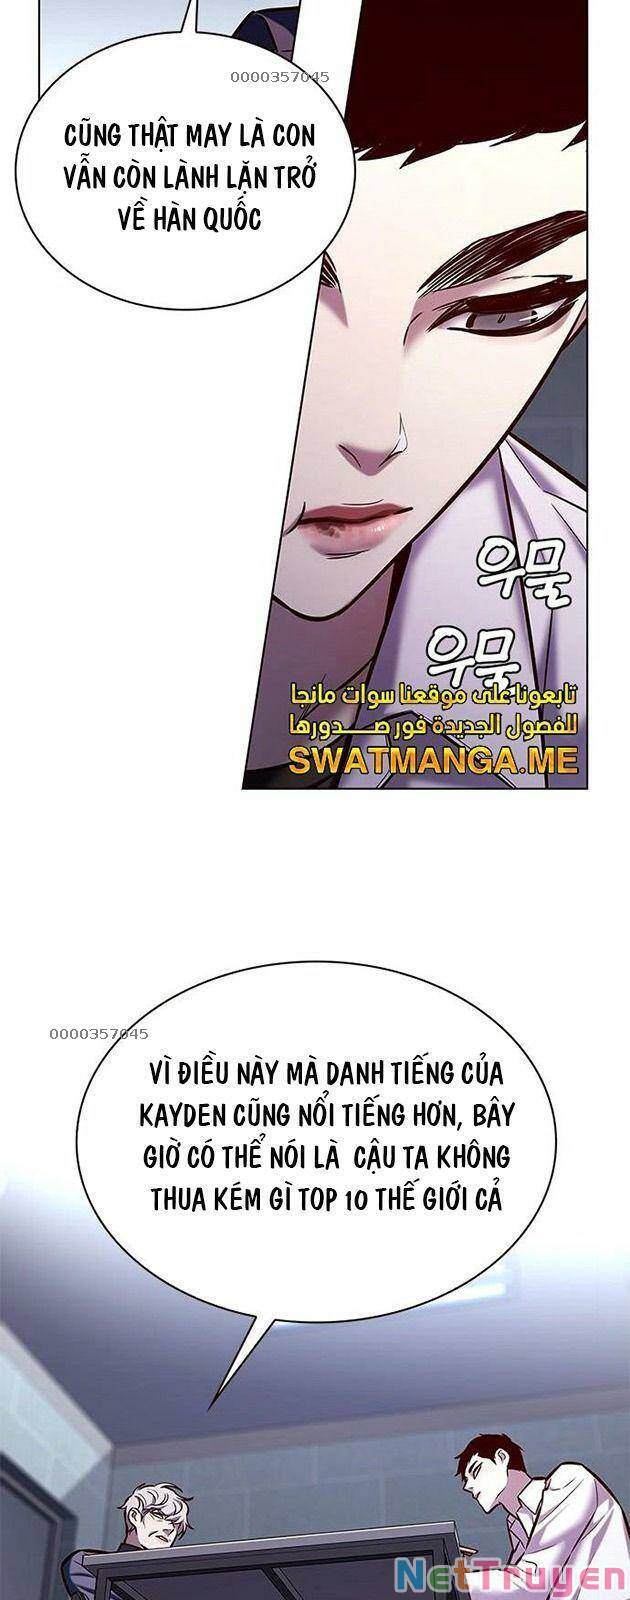 0000357045
CŨNG THẬT MAY LÀ CON
VẪN CÒN LÀNH LẶN TRỞ
VỀ HÀN QUỐC
우물
우물
تابعونا على موقعنا سوات مانجا
للفصول الجديدة فور صدورها
SWATMANGA.ME
0000357045
VÌ ĐIỀU NÀY MÀ DANH TIẾNG CỦA
KAYDEN CŨNG NỔI TIẾNG HƠN, BÂY
GIỜ CÓ THỂ NÓI LÀ CẬU TA KHÔNG
THUA KÉM GÌ TOP 10 THẾ GIỚI CẢ
NetTruyen